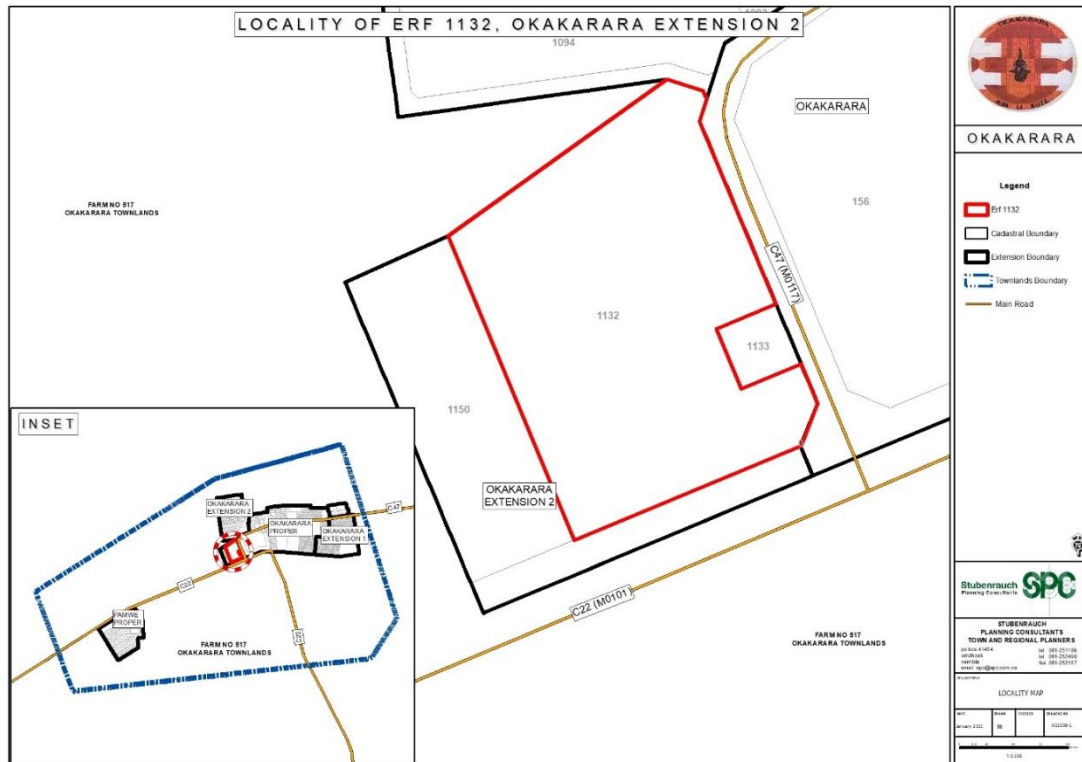 LOCALITY OF ERF 1132, OKAKARARA EXTENSION 2
1094
OKAKARARA
FARM NO 517
OKAKARARA TOWNLANDS
156
C47 (M0117)
1132
1133
1150
OKAKARARA
EXTENSION 2
C22 (M0101)
FARM NO 517
OKAKARARA TOWNLANDS
INSET
OKAKARARA
EXTENSION 2
OKAKARARA
PROPER
OKAKARARA
EXTENSION 1
C47
C22
PAMWE
PROPER
FARM NO 517
OKAKARARA TOWNLANDS
OKAKARARA
OKAKARARA
Legend
Erf 1132
Cadastral Boundary
Extension Boundary
Townlands Boundary
Main Road
Stubenrauch
Planning Consultants
SPC
STUBENRAUCH
PLANNING CONSULTANTS
TOWN AND REGIONAL PLANNERS
LOCALITY MAP